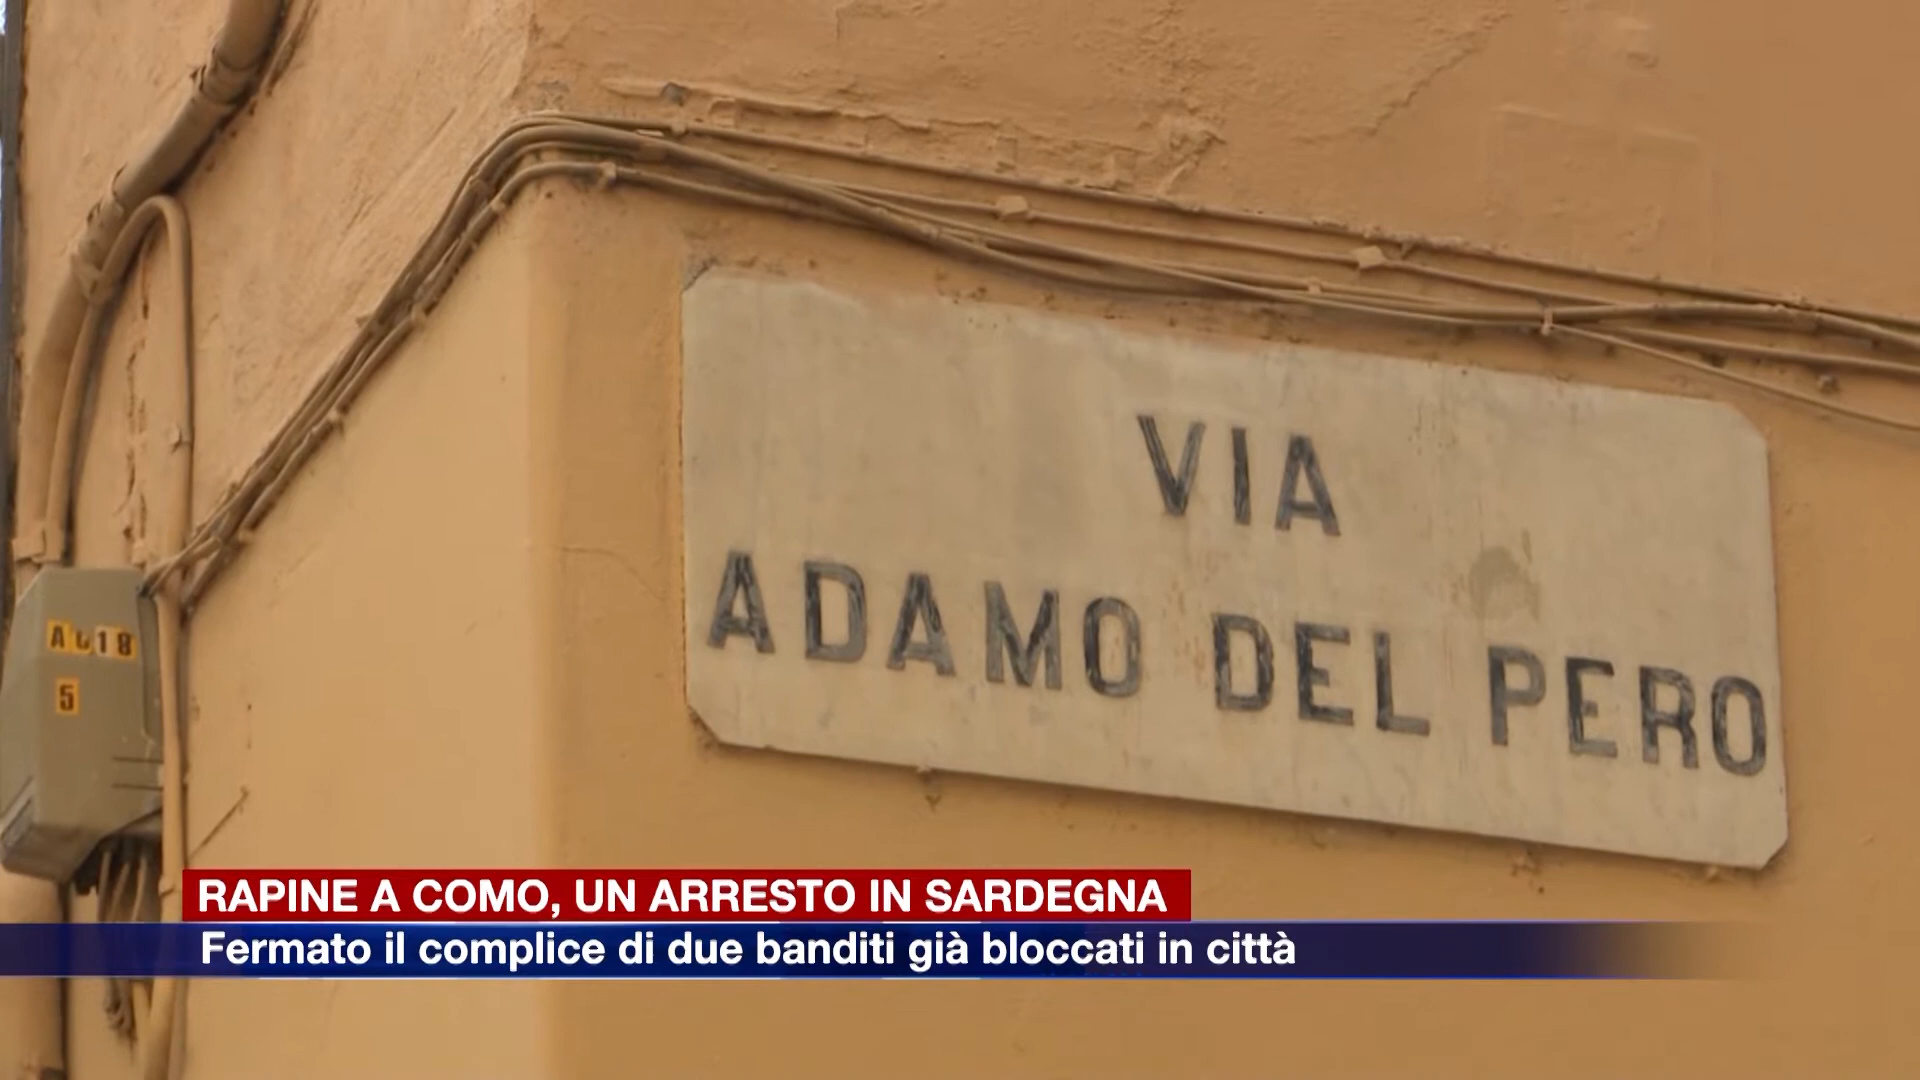 VIA
ADAMO DEL PERO
5
RAPINE A COMO, UN ARRESTO IN SARDEGNA
Fermato il complice di due banditi già bloccati in città